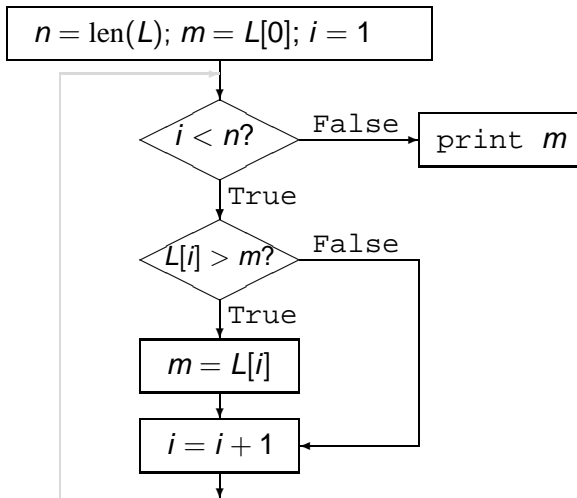 n = len(L); m = L[0]; i = 1
i < n?
False
print m
True
L[i] > m?
False
True
m = L[i]
i = i + 1